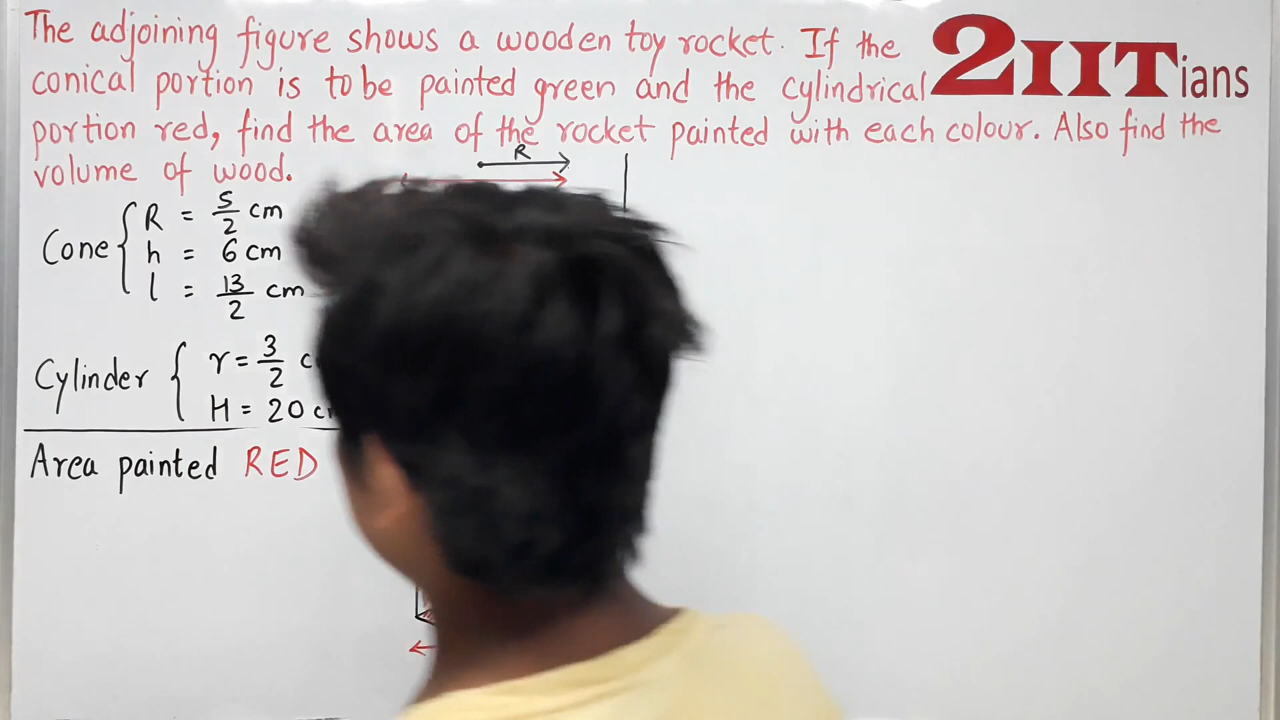 The adjoining figure shows a wooden toy rocket. If the
2IITians
conical portion is to be painted green and the cylindrical
portion red, find the area of the rocket painted with each colour. Also find the
volume of wood.
R
Cone { R = 5/2 cm
h = 6 cm
l = 13/2 cm
Cylinder { r = 3/2 c
H = 20 c
Area painted RED